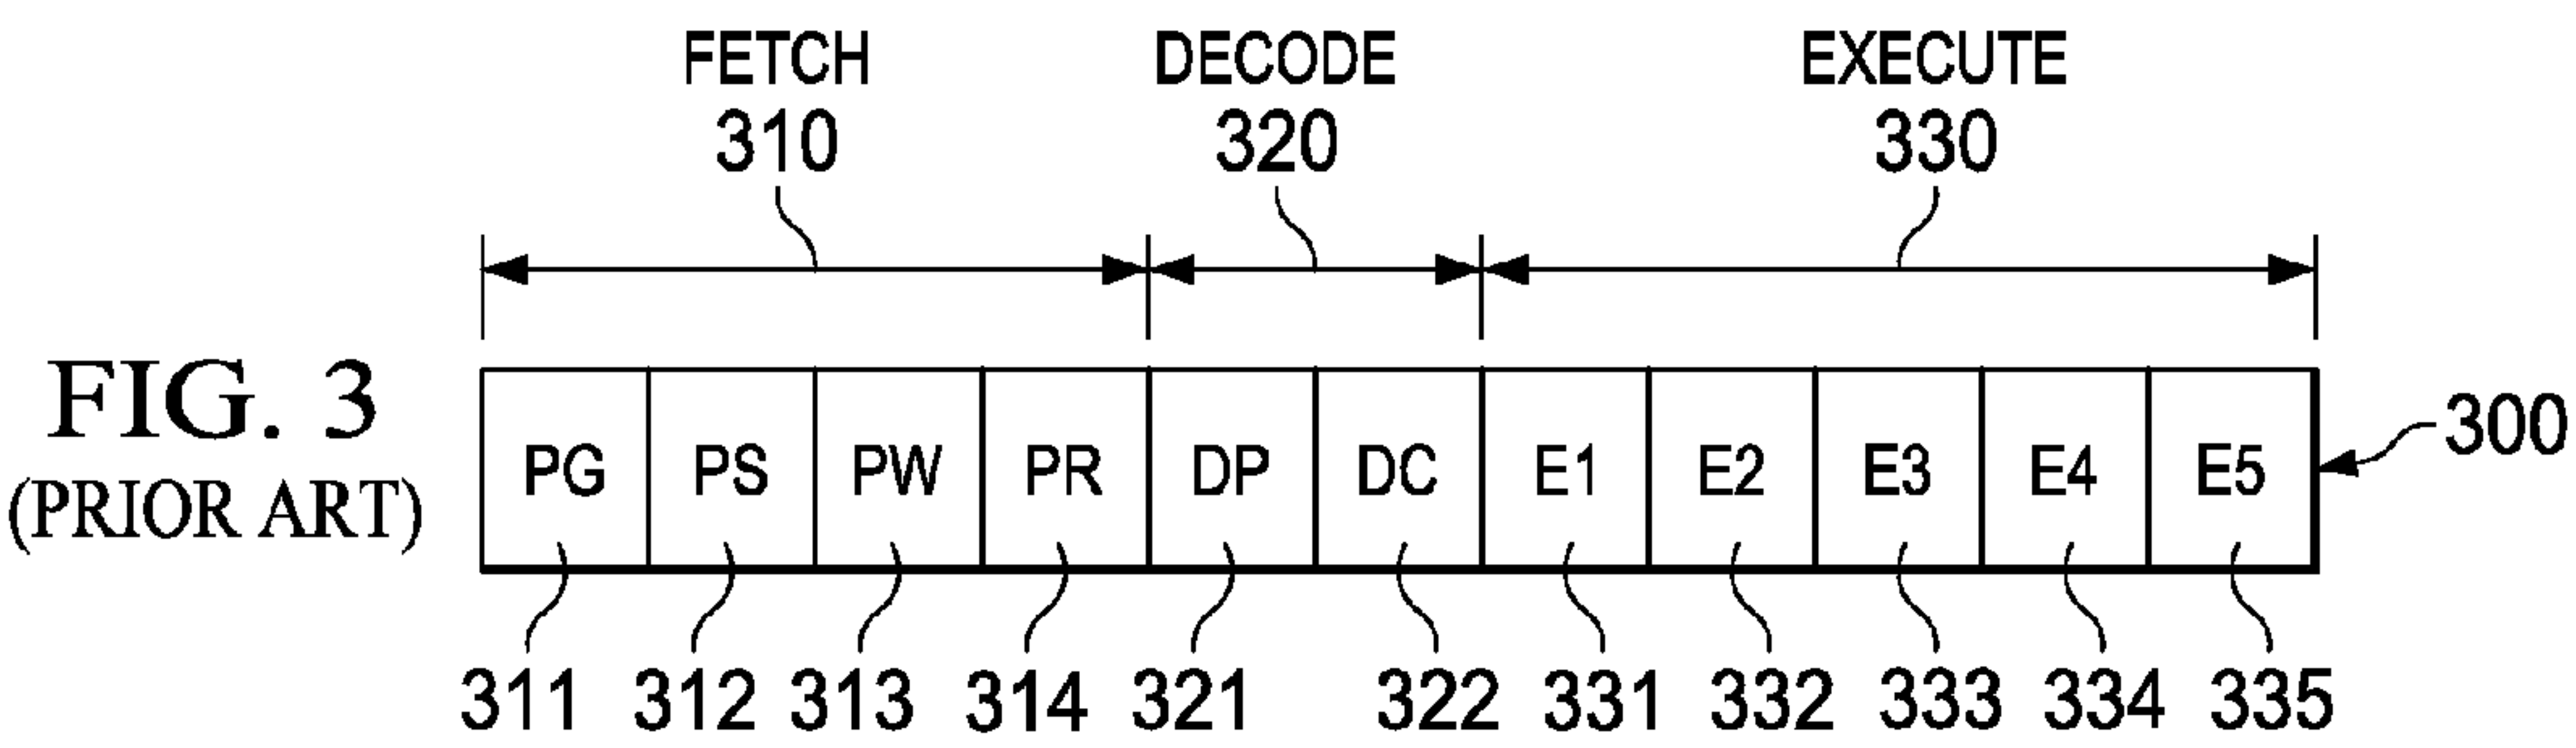 FETCH DECODE EXECUTE
310 320 330
FIG. 3
(PRIOR ART)
PG PS PW PR DP DC E1 E2 E3 E4 E5
300
311 312 313 314 321 322 331 332 333 334 335